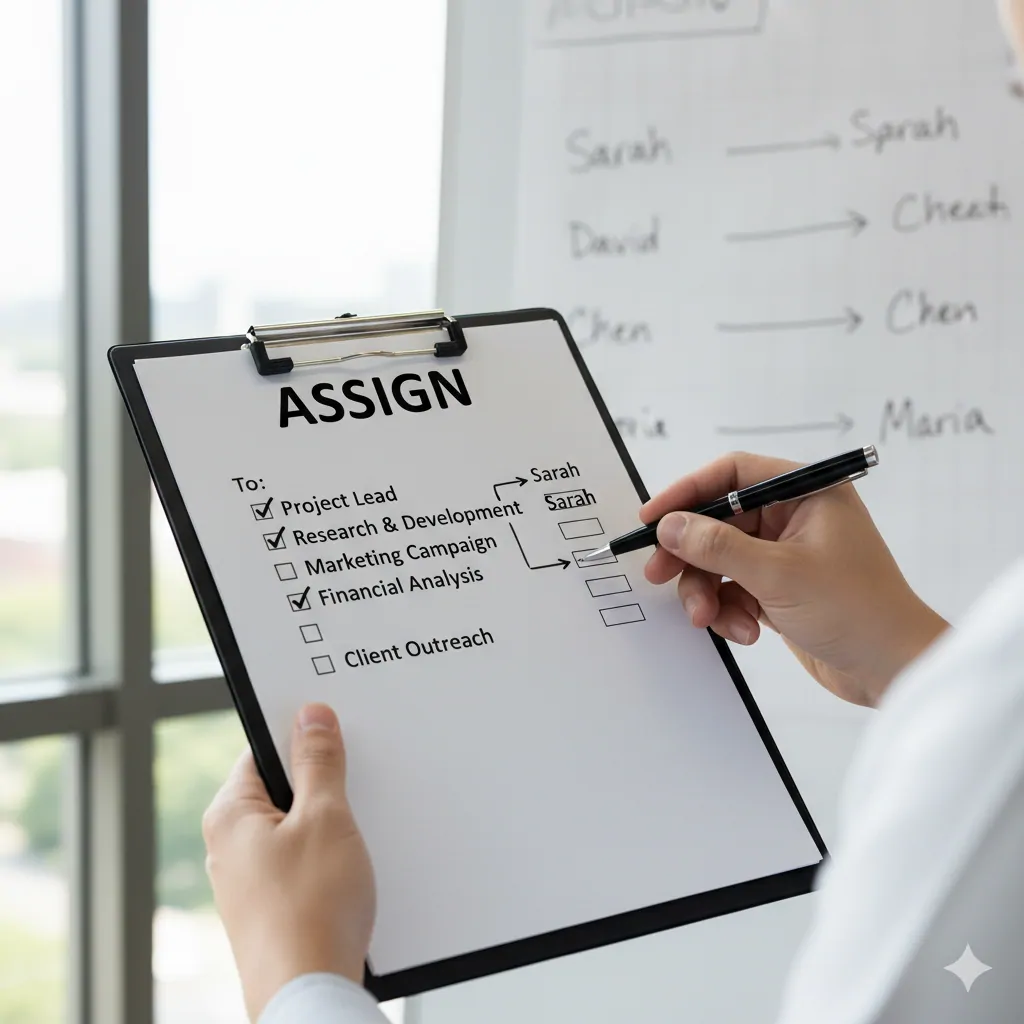 ASSIGN
To:
Project Lead
Sarah
Research & Development
Sarah
Marketing Campaign
Financial Analysis
Client Outreach
Sarah
Sprah
David
Chen
Chen
Maria